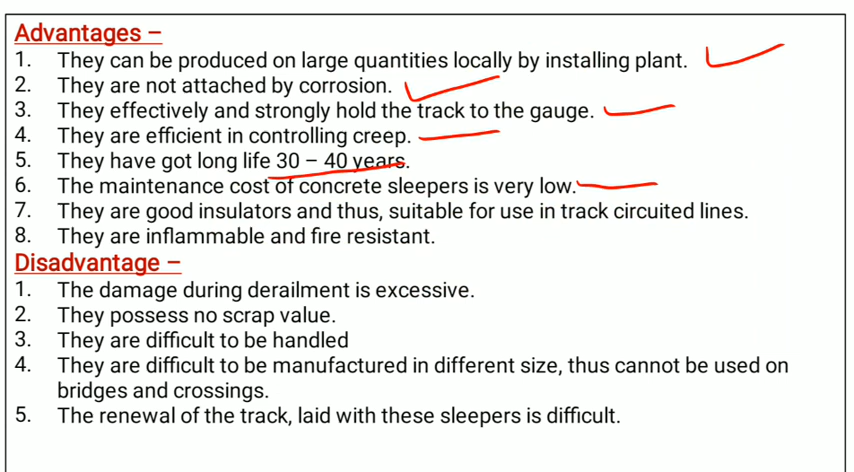 Advantages –
1. They can be produced on large quantities locally by installing plant.
2. They are not attached by corrosion.
3. They effectively and strongly hold the track to the gauge.
4. They are efficient in controlling creep.
5. They have got long life 30 – 40 years.
6. The maintenance cost of concrete sleepers is very low.
7. They are good insulators and thus, suitable for use in track circuited lines.
8. They are inflammable and fire resistant.
Disadvantage –
1. The damage during derailment is excessive.
2. They possess no scrap value.
3. They are difficult to be handled
4. They are difficult to be manufactured in different size, thus cannot be used on
bridges and crossings.
5. The renewal of the track, laid with these sleepers is difficult.